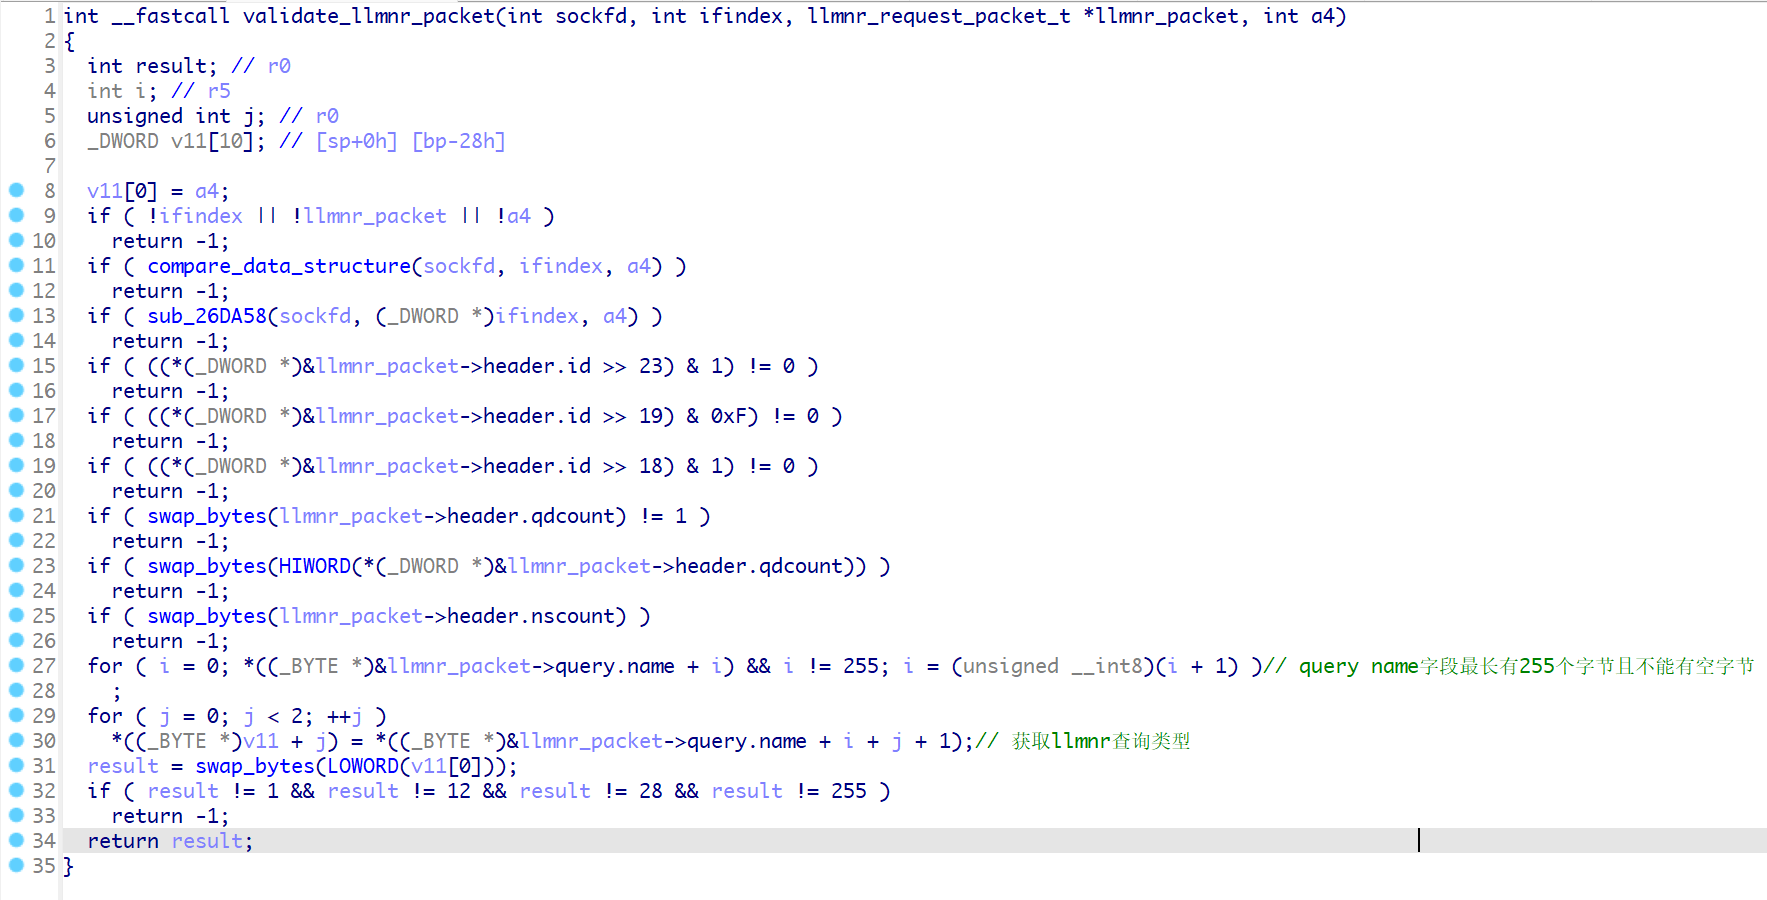 1 int __fastcall validate_llmnr_packet(int sockfd, int ifindex, llmnr_request_packet_t *llmnr_packet, int a4)
2 {
3   int result; // r0
4   int i; // r5
5   unsigned int j; // r0
6   _DWORD v11[10]; // [sp+0h] [bp-28h]
7
8   v11[0] = a4;
9   if ( !ifindex || !llmnr_packet || !a4 )
10     return -1;
11   if ( compare_data_structure(sockfd, ifindex, a4) )
12     return -1;
13   if ( sub_26DA58(sockfd, (_DWORD *)ifindex, a4) )
14     return -1;
15   if ( ((*(_DWORD *)&llmnr_packet->header.id >> 23) & 1) != 0 )
16     return -1;
17   if ( ((*(_DWORD *)&llmnr_packet->header.id >> 19) & 0xF) != 0 )
18     return -1;
19   if ( ((*(_DWORD *)&llmnr_packet->header.id >> 18) & 1) != 0 )
20     return -1;
21   if ( swap_bytes(llmnr_packet->header.qdcount) != 1 )
22     return -1;
23   if ( swap_bytes(HIWORD(*(_DWORD *)&llmnr_packet->header.qdcount)) )
24     return -1;
25   if ( swap_bytes(llmnr_packet->header.nscount) )
26     return -1;
27   for ( i = 0; *((_BYTE *)&llmnr_packet->query.name + i) && i != 255; i = (unsigned __int8)(i + 1) )// query name字段最长有255个字节且不能有空字节
28     ;
29   for ( j = 0; j < 2; ++j )
30     *((_BYTE *)v11 + j) = *((_BYTE *)&llmnr_packet->query.name + i + j + 1);// 获取llmnr查询类型
31   result = swap_bytes(LOWORD(v11[0]));
32   if ( result != 1 && result != 12 && result != 28 && result != 255 )
33     return -1;
34   return result;
35 }